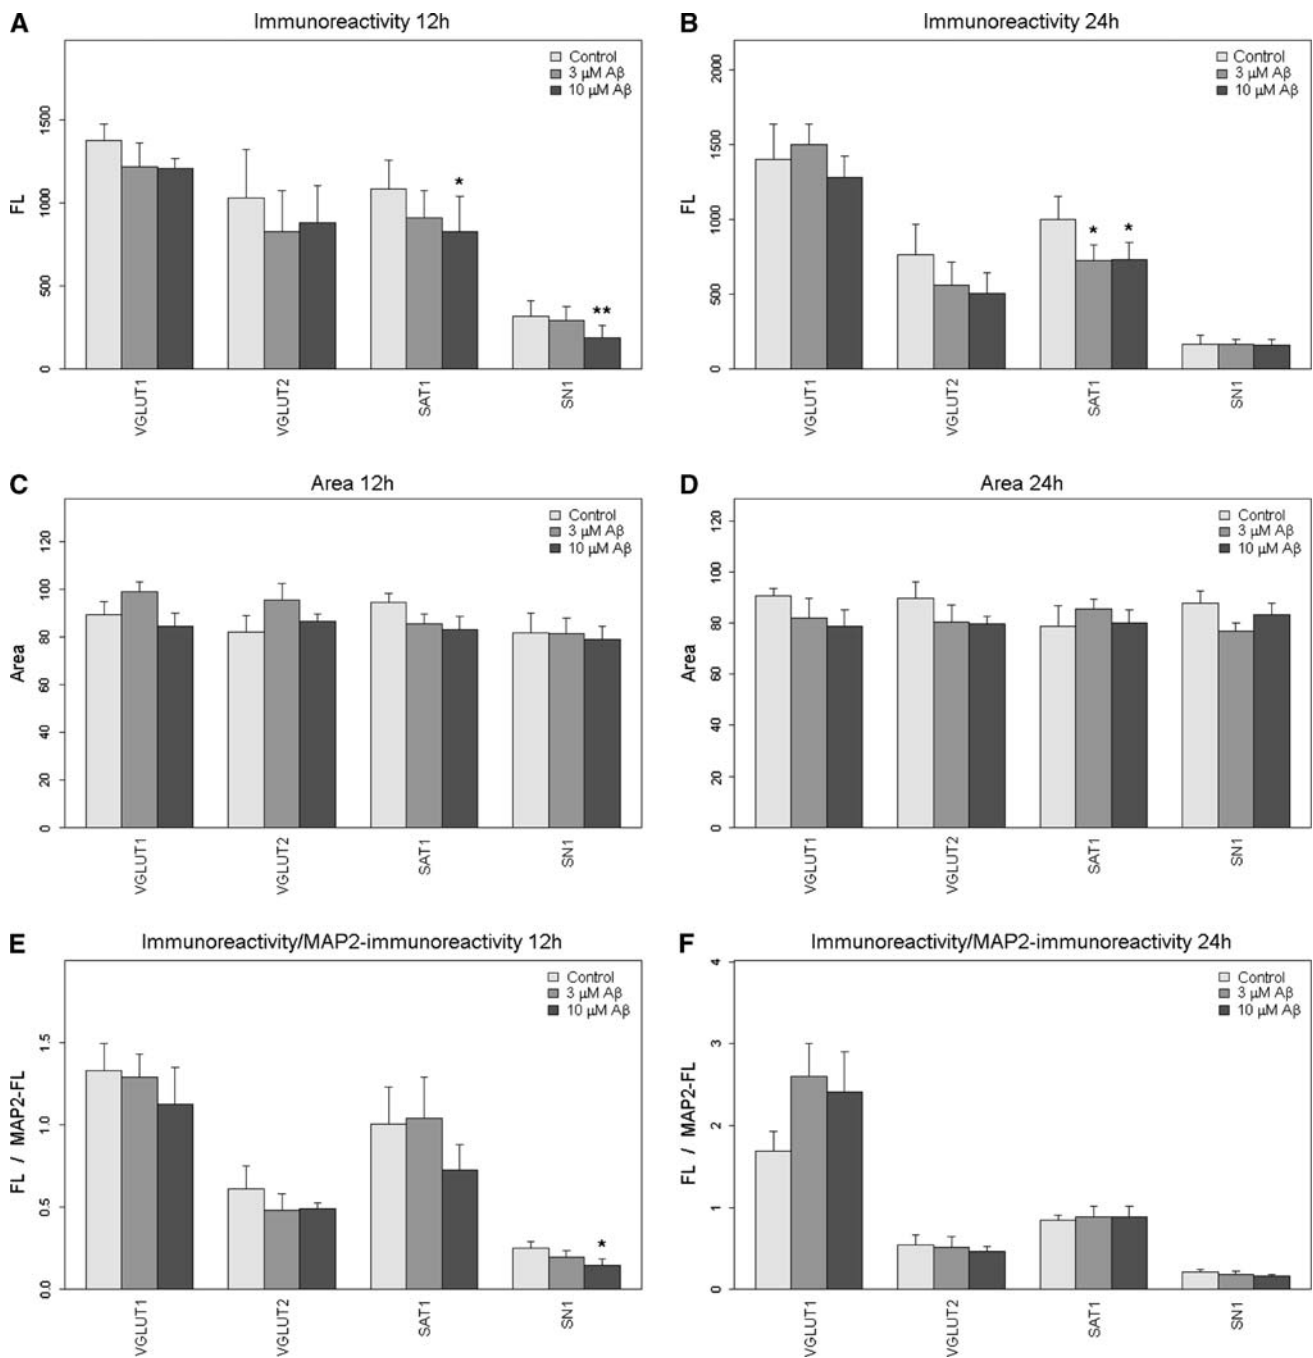 A
Immunoreactivity 12h
Control
3 µM Aβ
10 µM Aβ
FL
1500
1000
500
0
*
**
VGLUT1
VGLUT2
SAT1
SN1
B
Immunoreactivity 24h
Control
3 µM Aβ
10 µM Aβ
FL
2000
1500
1000
500
0
* *
VGLUT1
VGLUT2
SAT1
SN1
C
Area 12h
Control
3 µM Aβ
10 µM Aβ
Area
120
100
80
60
40
20
0
VGLUT1
VGLUT2
SAT1
SN1
D
Area 24h
Control
3 µM Aβ
10 µM Aβ
Area
120
100
80
60
40
20
0
VGLUT1
VGLUT2
SAT1
SN1
E
Immunoreactivity/MAP2-immunoreactivity 12h
Control
3 µM Aβ
10 µM Aβ
FL / MAP2-FL
1.5
1.0
0.5
0.0
*
VGLUT1
VGLUT2
SAT1
SN1
F
Immunoreactivity/MAP2-immunoreactivity 24h
Control
3 µM Aβ
10 µM Aβ
FL / MAP2-FL
4
3
2
1
0
VGLUT1
VGLUT2
SAT1
SN1